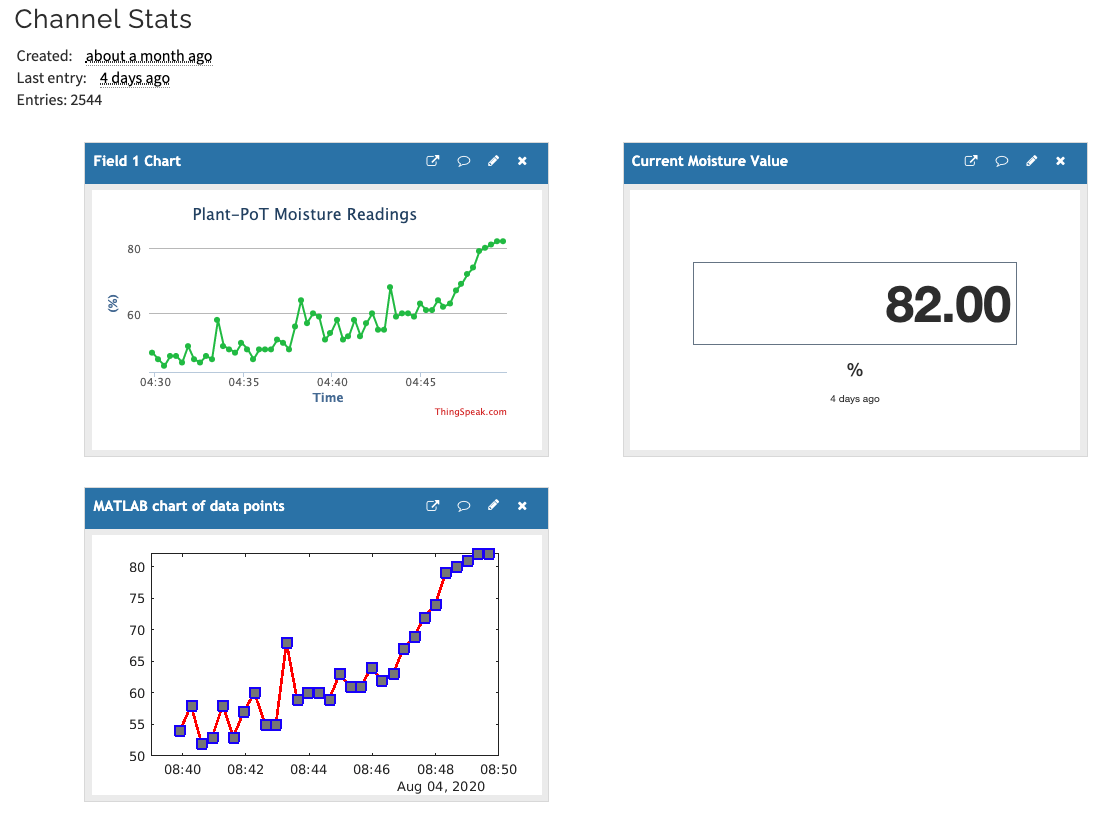 Channel Stats
Created: about a month ago
Last entry: 4 days ago
Entries: 2544
Field 1 Chart
Plant-PoT Moisture Readings
80
60
(%)
04:30 04:35 04:40 04:45
Time
ThingSpeak.com
Current Moisture Value
82.00
%
4 days ago
MATLAB chart of data points
80
75
70
65
60
55
50
08:40 08:42 08:44 08:46 08:48 08:50
Aug 04, 2020